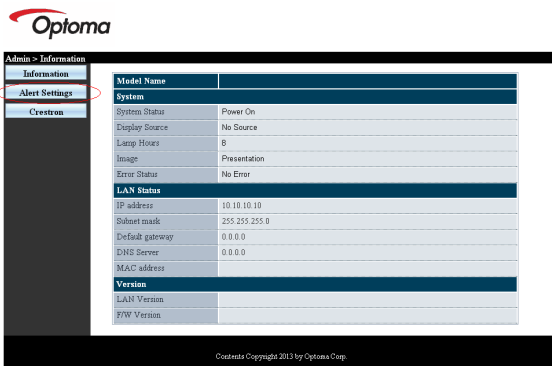 Optoma
Admin > Information
Information
Alert Settings
Crestron
Model Name
System
System Status Power On
Display Source No Source
Lamp Hours 8
Image Presentation
Error Status No Error
LAN Status
IP address 10.10.10.10
Subnet mask 255.255.255.0
Default gateway 0.0.0.0
DNS Server 0.0.0.0
MAC address
Version
LAN Version
F/W Version
Contents Copyright 2013 by Optoma Corp.